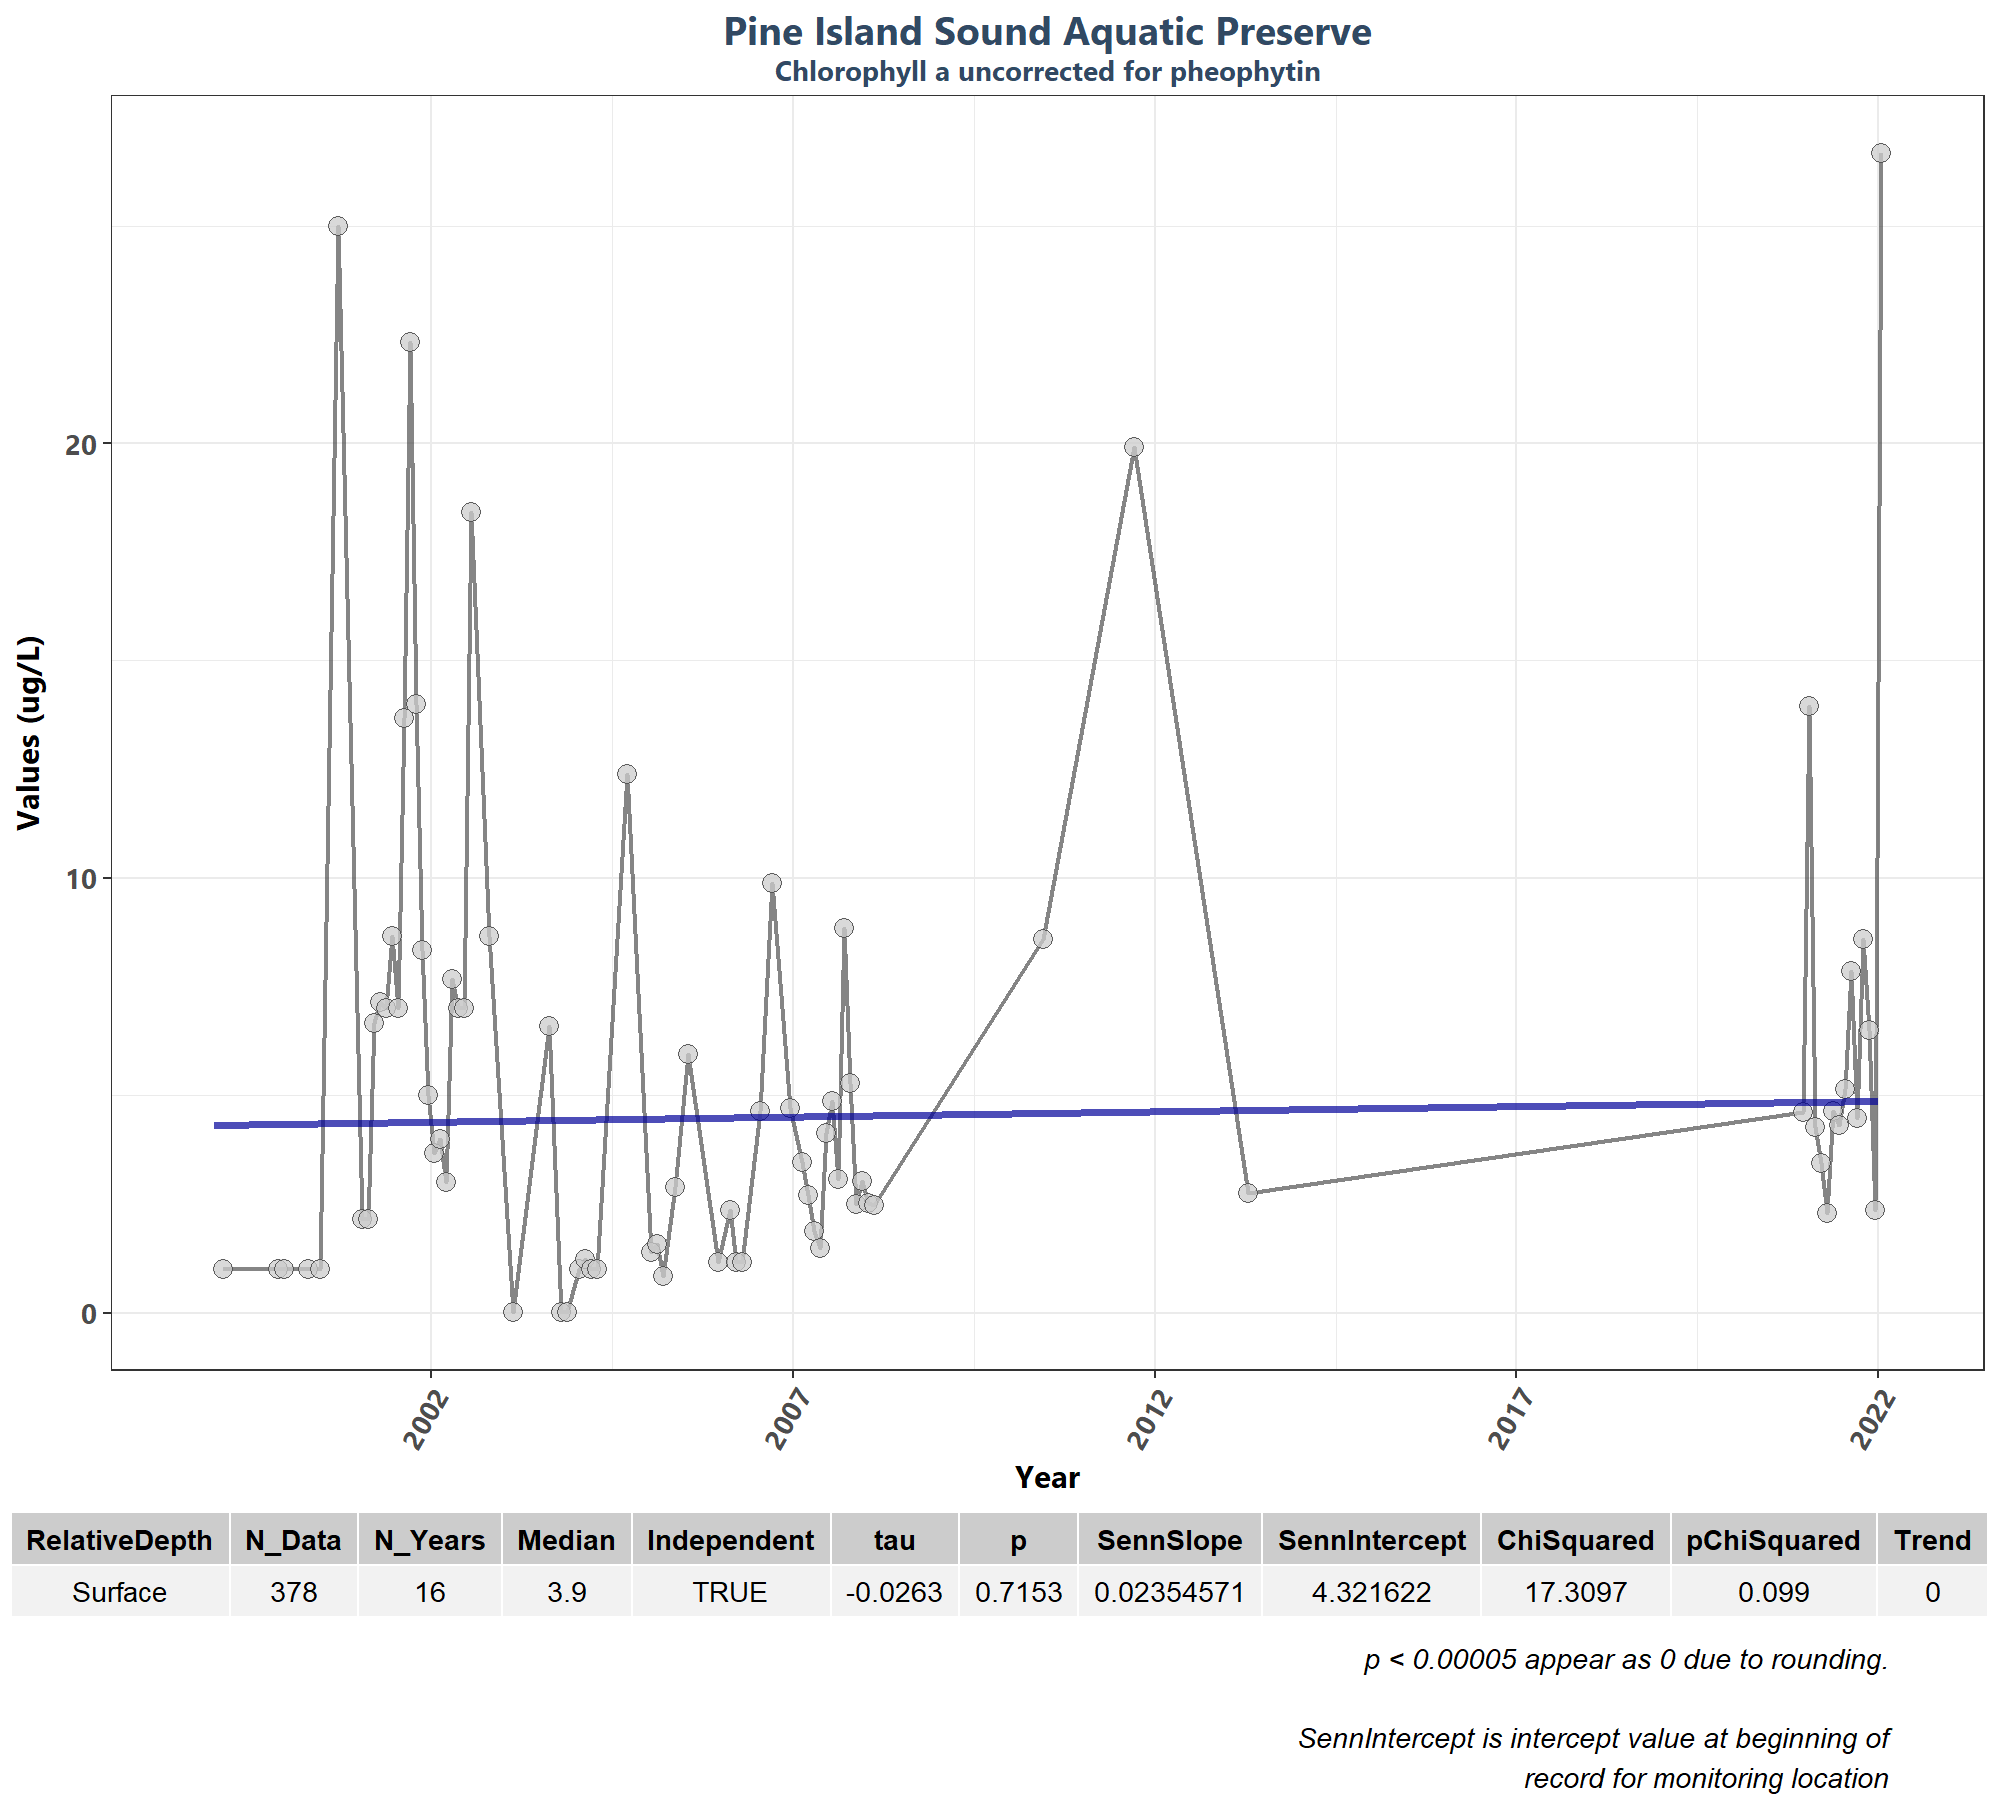 Pine Island Sound Aquatic Preserve
Chlorophyll a uncorrected for pheophytin
Values (ug/L)
20
10
0
2002 2007 2012 2017 2022
Year
RelativeDepth N_Data N_Years Median Independent tau p SennSlope SennIntercept ChiSquared pChiSquared Trend
Surface 378 16 3.9 TRUE -0.0263 0.7153 0.02354571 4.321622 17.3097 0.099 0
p < 0.00005 appear as 0 due to rounding.
SennIntercept is intercept value at beginning of
record for monitoring location